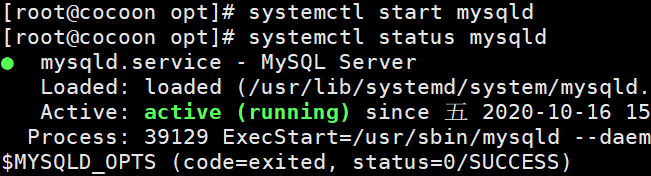 [root@cocoon opt]# systemctl start mysqld
[root@cocoon opt]# systemctl status mysqld
● mysqld.service - MySQL Server
Loaded: loaded (/usr/lib/systemd/system/mysqld.
Active: active (running) since 五 2020-10-16 15
Process: 39129 ExecStart=/usr/sbin/mysqld --daem
$MYSQLD_OPTS (code=exited, status=0/SUCCESS)